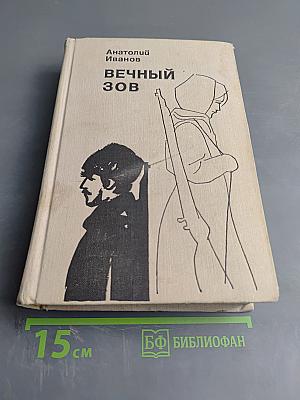 Анатолий
Иванов
ВЕЧНЫЙ
ЗОВ
15 см
БФ БИБЛИОФАН